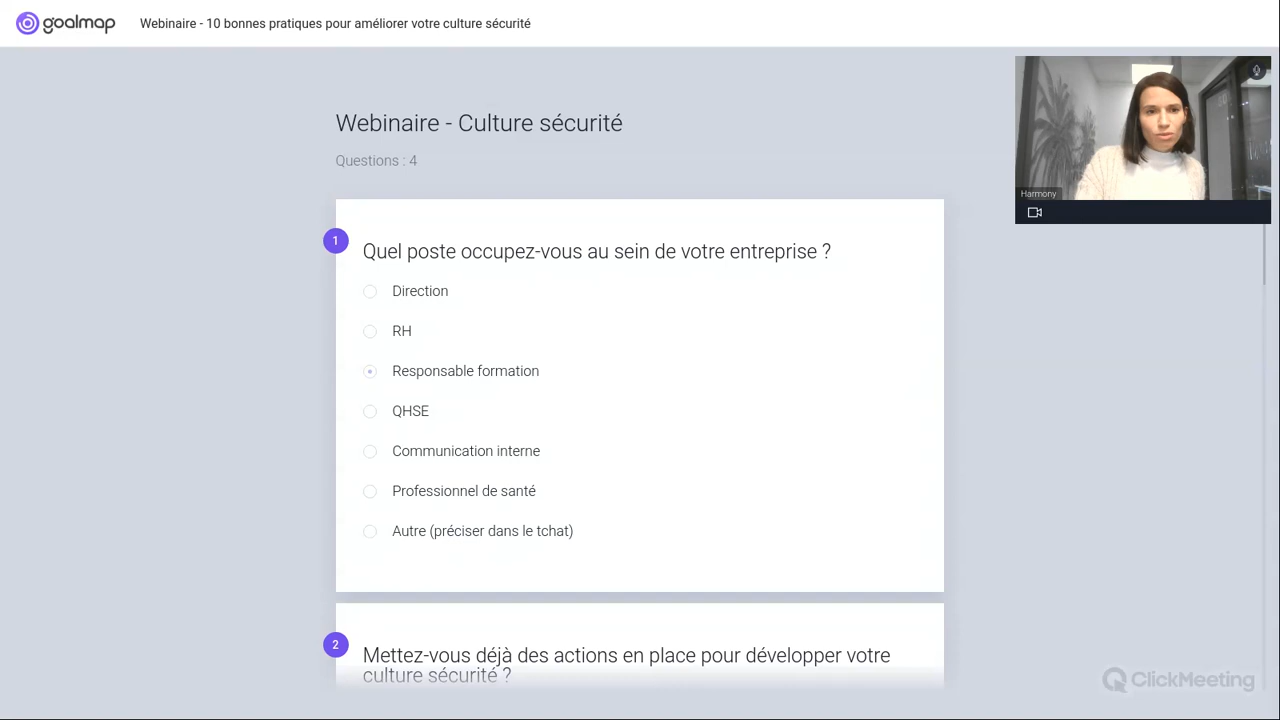 goalmap
Webinaire - 10 bonnes pratiques pour améliorer votre culture sécurité
Harmony
Webinaire - Culture sécurité
Questions : 4
1
Quel poste occupez-vous au sein de votre entreprise ?
Direction
RH
Responsable formation
QHSE
Communication interne
Professionnel de santé
Autre (préciser dans le tchat)
2
Mettez-vous déjà des actions en place pour développer votre
culture sécurité ?
ClickMeeting